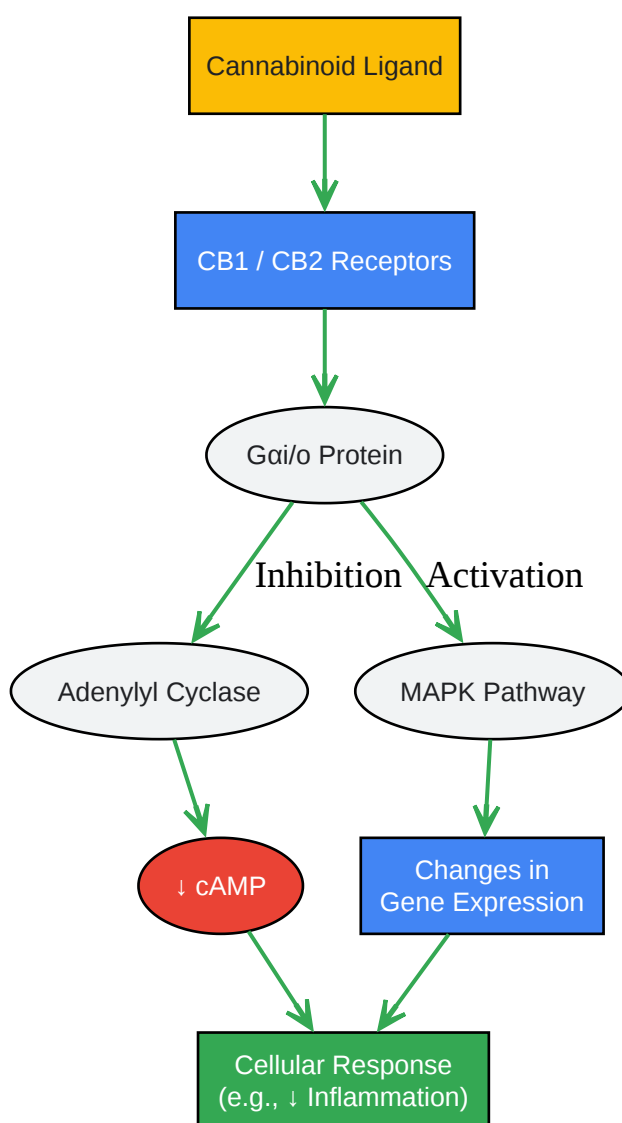 Cannabinoid Ligand
CB1 / CB2 Receptors
Gαi/o Protein
Inhibition
Activation
Adenylyl Cyclase
MAPK Pathway
↓ cAMP
Changes in
Gene Expression
Cellular Response
(e.g., ↓ Inflammation)